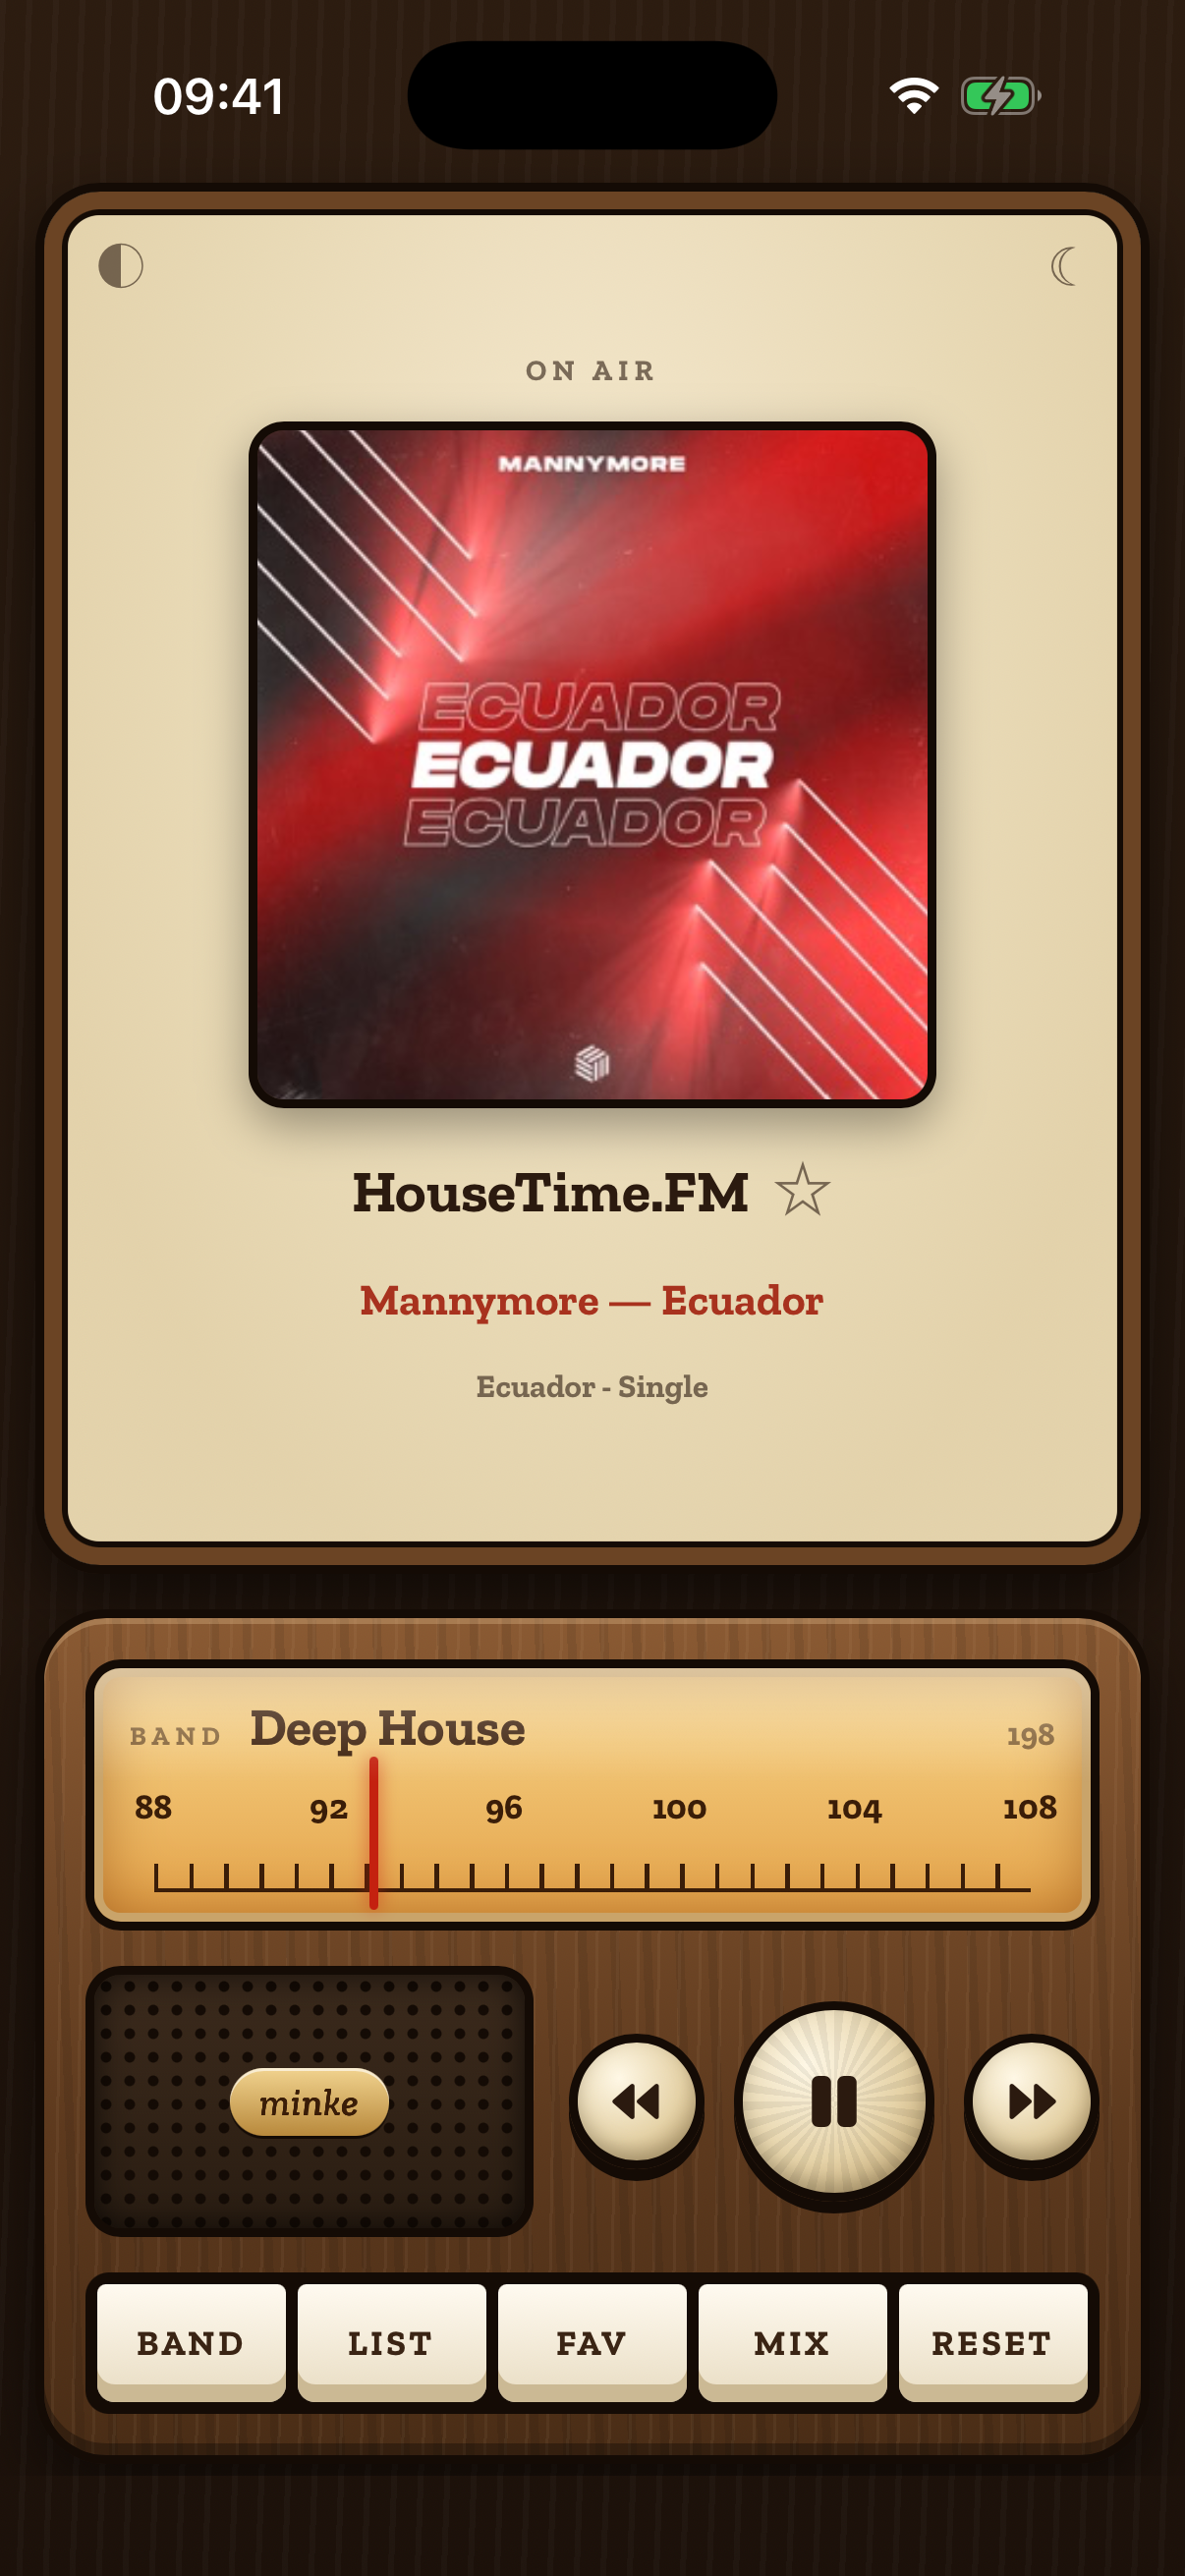 09:41
ON AIR
MANNYMORE
ECUADOR
ECUADOR
ECUADOR
HouseTime.FM
Mannymore — Ecuador
Ecuador - Single
BAND Deep House 198
88 92 96 100 104 108
minke
BAND LIST FAV MIX RESET